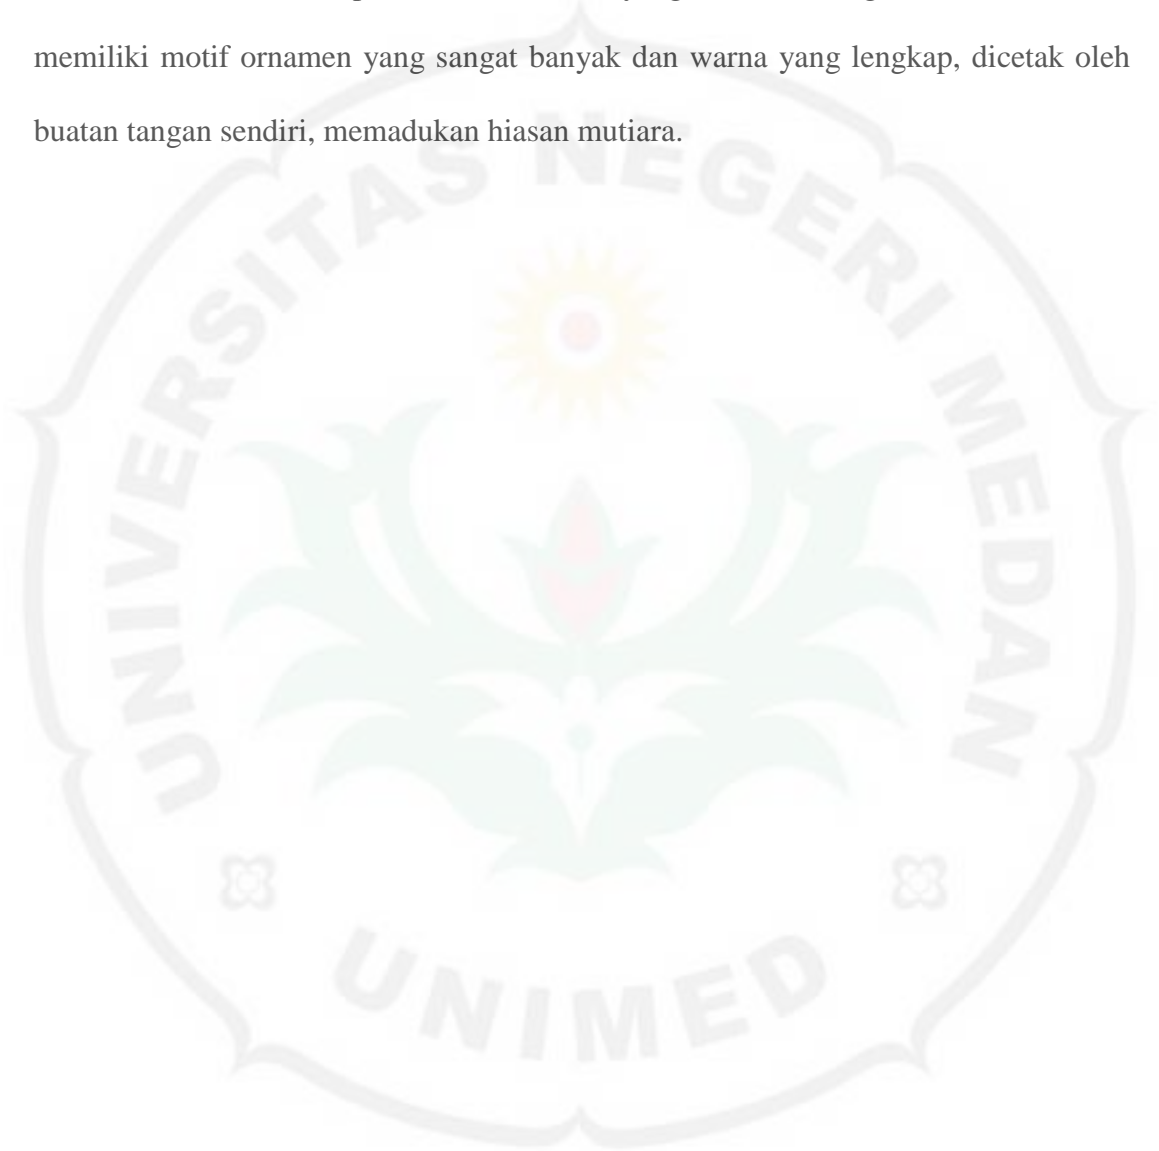 memiliki motif ornamen yang sangat banyak dan warna yang lengkap, dicetak oleh
buatan tangan sendiri, memadukan hiasan mutiara.
UNIVERSITAS NEGERI MEDAN
UNIMED